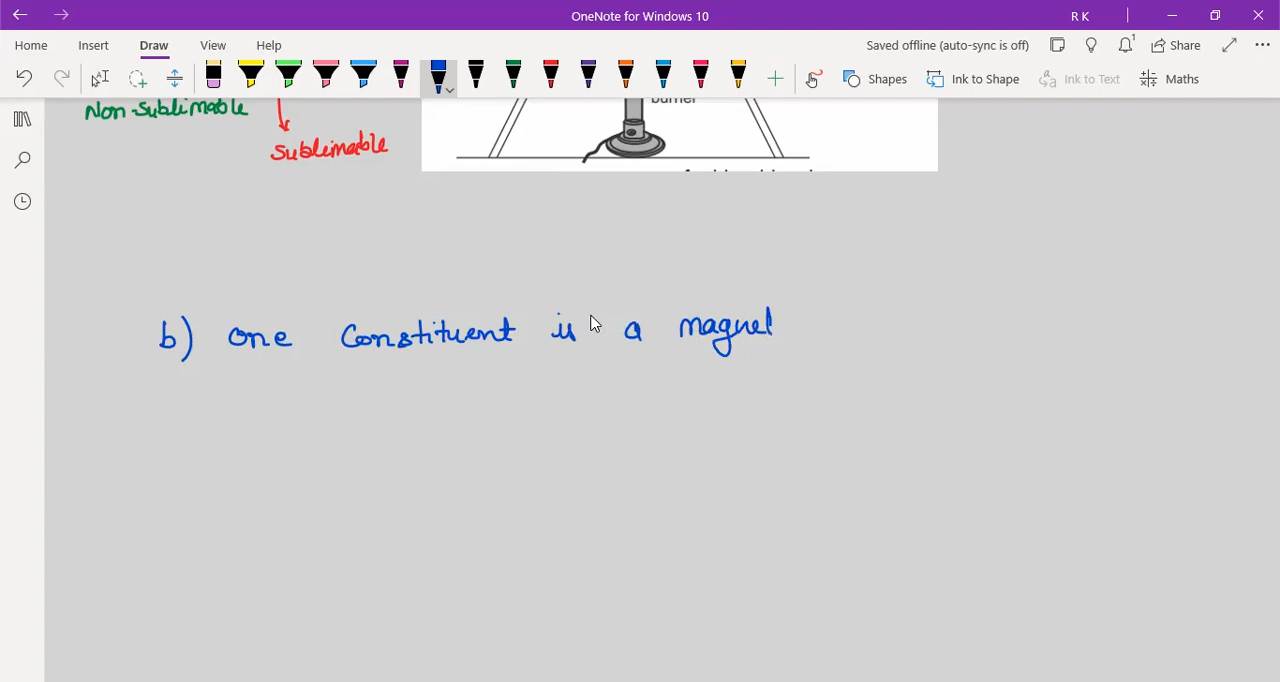 OneNote for Windows 10
R K
Home Insert Draw View Help
Saved offline (auto-sync is off)
1
Share
Shapes
Ink to Shape
Ink to Text
Maths
Non-Sublimable
Sublimable
burner
b) one constituent is a magnet